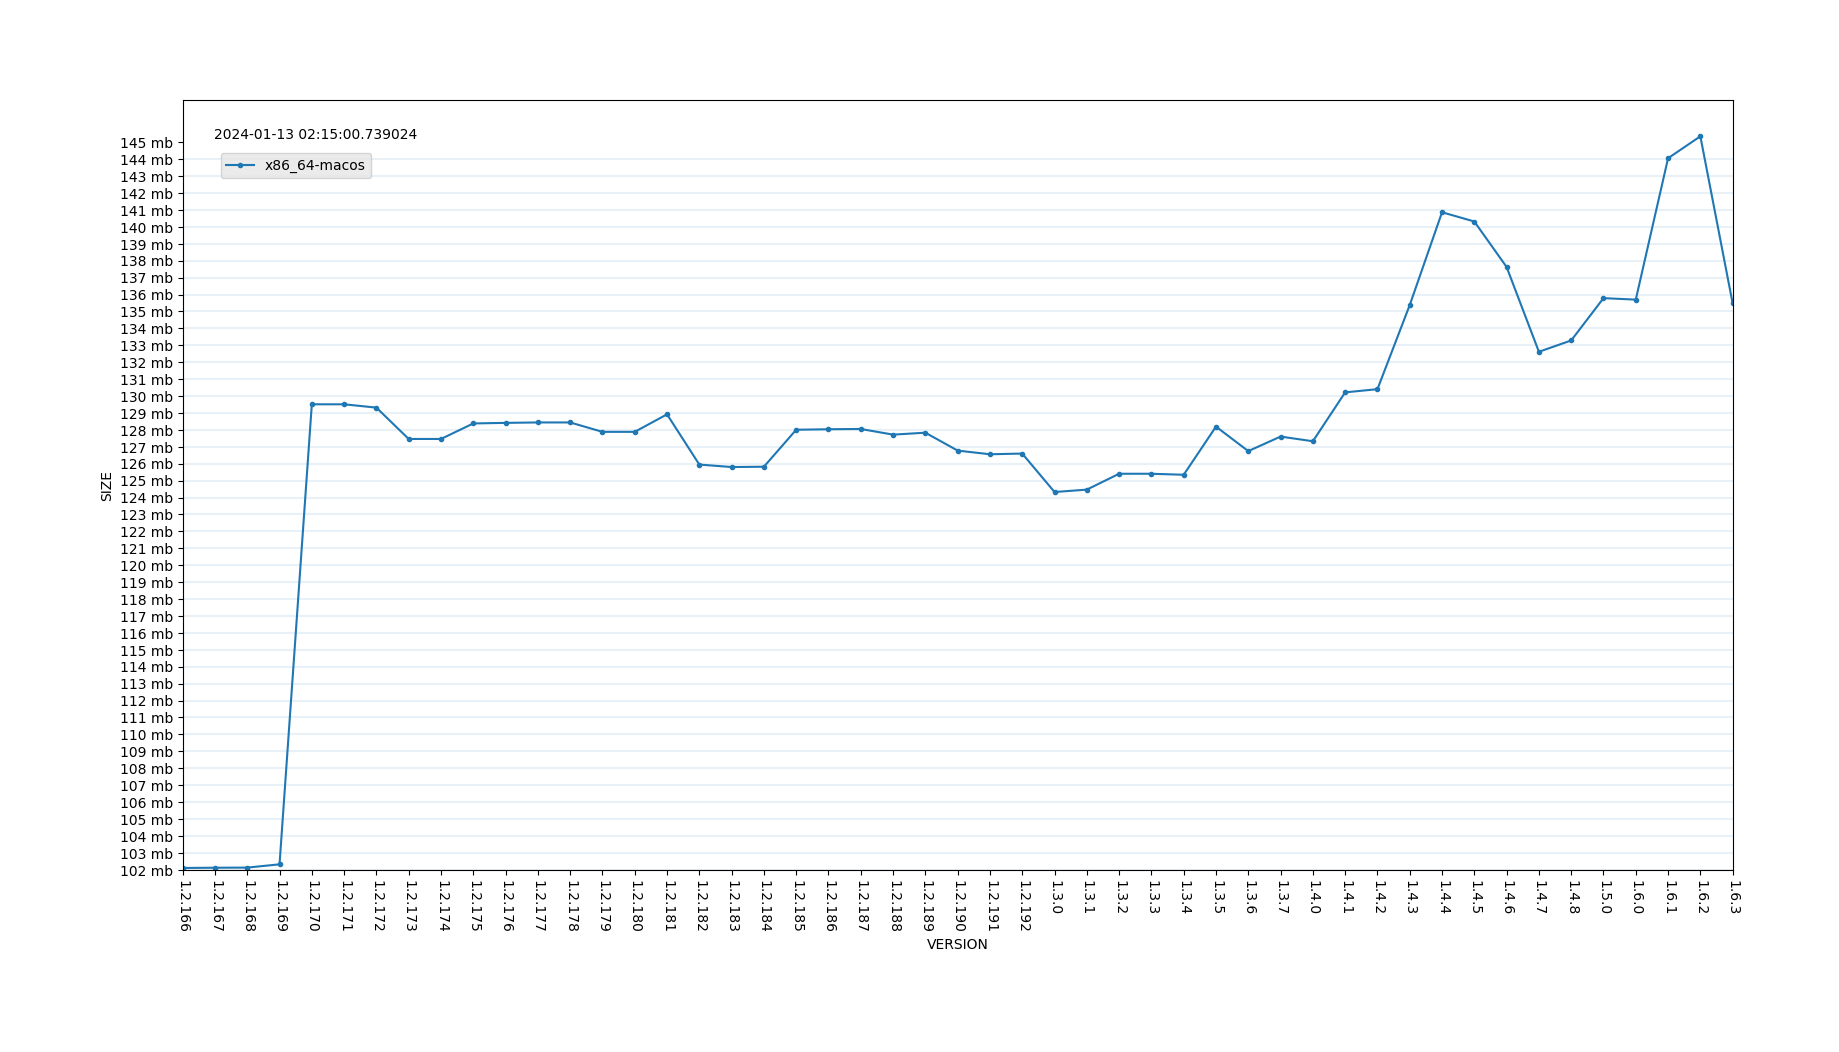 2024-01-13 02:15:00.739024
x86_64-macos
145 mb
144 mb
143 mb
142 mb
141 mb
140 mb
139 mb
138 mb
137 mb
136 mb
135 mb
134 mb
133 mb
132 mb
131 mb
130 mb
129 mb
128 mb
127 mb
126 mb
125 mb
124 mb
123 mb
122 mb
121 mb
120 mb
119 mb
118 mb
117 mb
116 mb
115 mb
114 mb
113 mb
112 mb
111 mb
110 mb
109 mb
108 mb
107 mb
106 mb
105 mb
104 mb
103 mb
102 mb
SIZE
1.2.166
1.2.167
1.2.168
1.2.169
1.2.170
1.2.171
1.2.172
1.2.173
1.2.174
1.2.175
1.2.176
1.2.177
1.2.178
1.2.179
1.2.180
1.2.181
1.2.182
1.2.183
1.2.184
1.2.185
1.2.186
1.2.187
1.2.188
1.2.189
1.2.190
1.2.191
1.2.192
1.3.0
1.3.1
1.3.2
1.3.3
1.3.4
1.3.5
1.3.6
1.3.7
1.4.0
1.4.1
1.4.2
1.4.3
1.4.4
1.4.5
1.4.6
1.4.7
1.4.8
1.5.0
1.6.0
1.6.1
1.6.2
1.6.3
VERSION